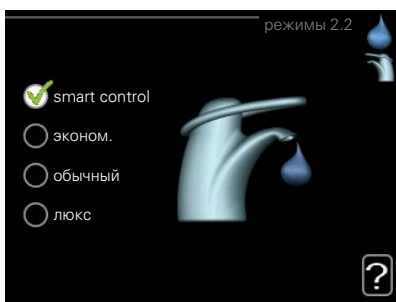 режимы 2.2
smart control
эконом.
обычный
люкс
?